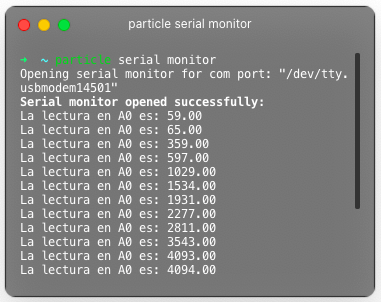 particle serial monitor
➜ ~ particle serial monitor
Opening serial monitor for com port: "/dev/tty.
usbmodem14501"
Serial monitor opened successfully:
La lectura en A0 es: 59.00
La lectura en A0 es: 65.00
La lectura en A0 es: 359.00
La lectura en A0 es: 597.00
La lectura en A0 es: 1029.00
La lectura en A0 es: 1534.00
La lectura en A0 es: 1931.00
La lectura en A0 es: 2277.00
La lectura en A0 es: 2811.00
La lectura en A0 es: 3543.00
La lectura en A0 es: 4093.00
La lectura en A0 es: 4094.00